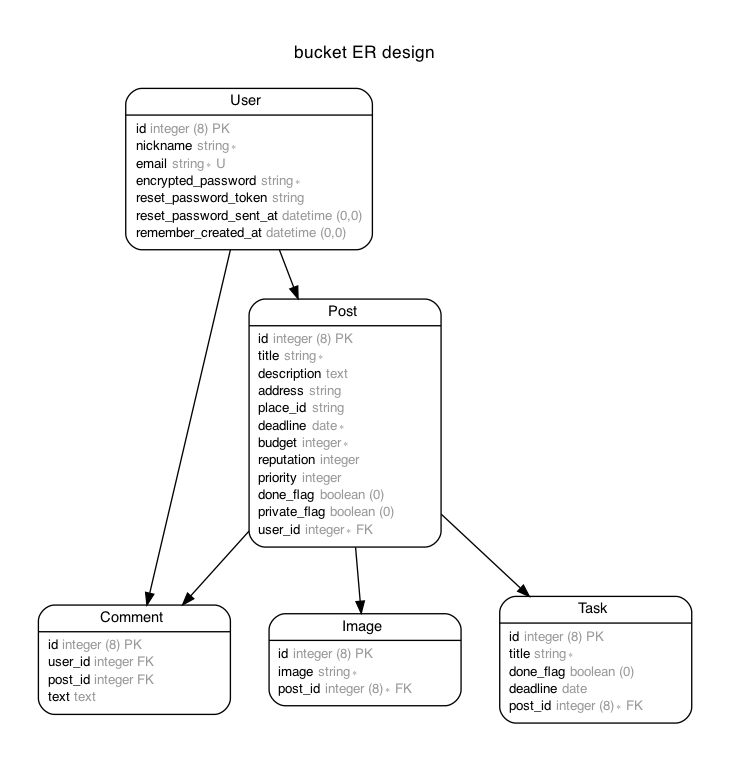 bucket ER design
User
id integer (8) PK
nickname string *
email string * U
encrypted_password string *
reset_password_token string
reset_password_sent_at datetime (0,0)
remember_created_at datetime (0,0)
Post
id integer (8) PK
title string *
description text
address string
place_id string
deadline date *
budget integer *
reputation integer
priority integer
done_flag boolean (0)
private_flag boolean (0)
user_id integer * FK
Comment
id integer (8) PK
user_id integer FK
post_id integer FK
text text
Image
id integer (8) PK
image string *
post_id integer (8) * FK
Task
id integer (8) PK
title string *
done_flag boolean (0)
deadline date
post_id integer (8) * FK